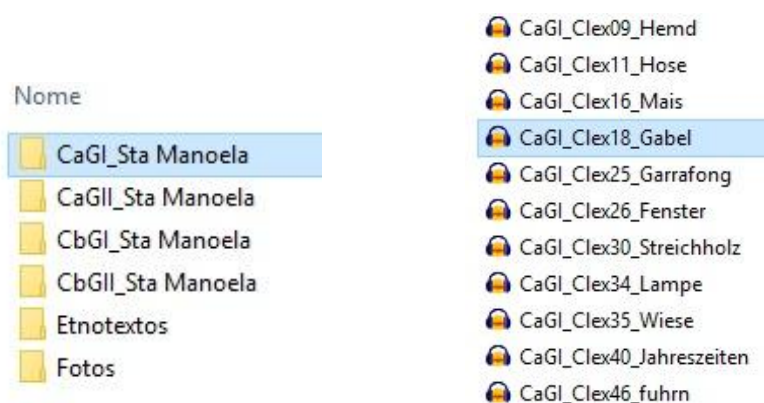 Nome
CaGI_Sta Manoela
CaGII_Sta Manoela
CbGI_Sta Manoela
CbGII_Sta Manoela
Etnotextos
Fotos
CaGI_Clex09_Hemd
CaGI_Clex11_Hose
CaGI_Clex16_Mais
CaGI_Clex18_Gabel
CaGI_Clex25_Garrafong
CaGI_Clex26_Fenster
CaGI_Clex30_Streichholz
CaGI_Clex34_Lampe
CaGI_Clex35_Wiese
CaGI_Clex40_Jahreszeiten
CaGI_Clex46_fuhrn